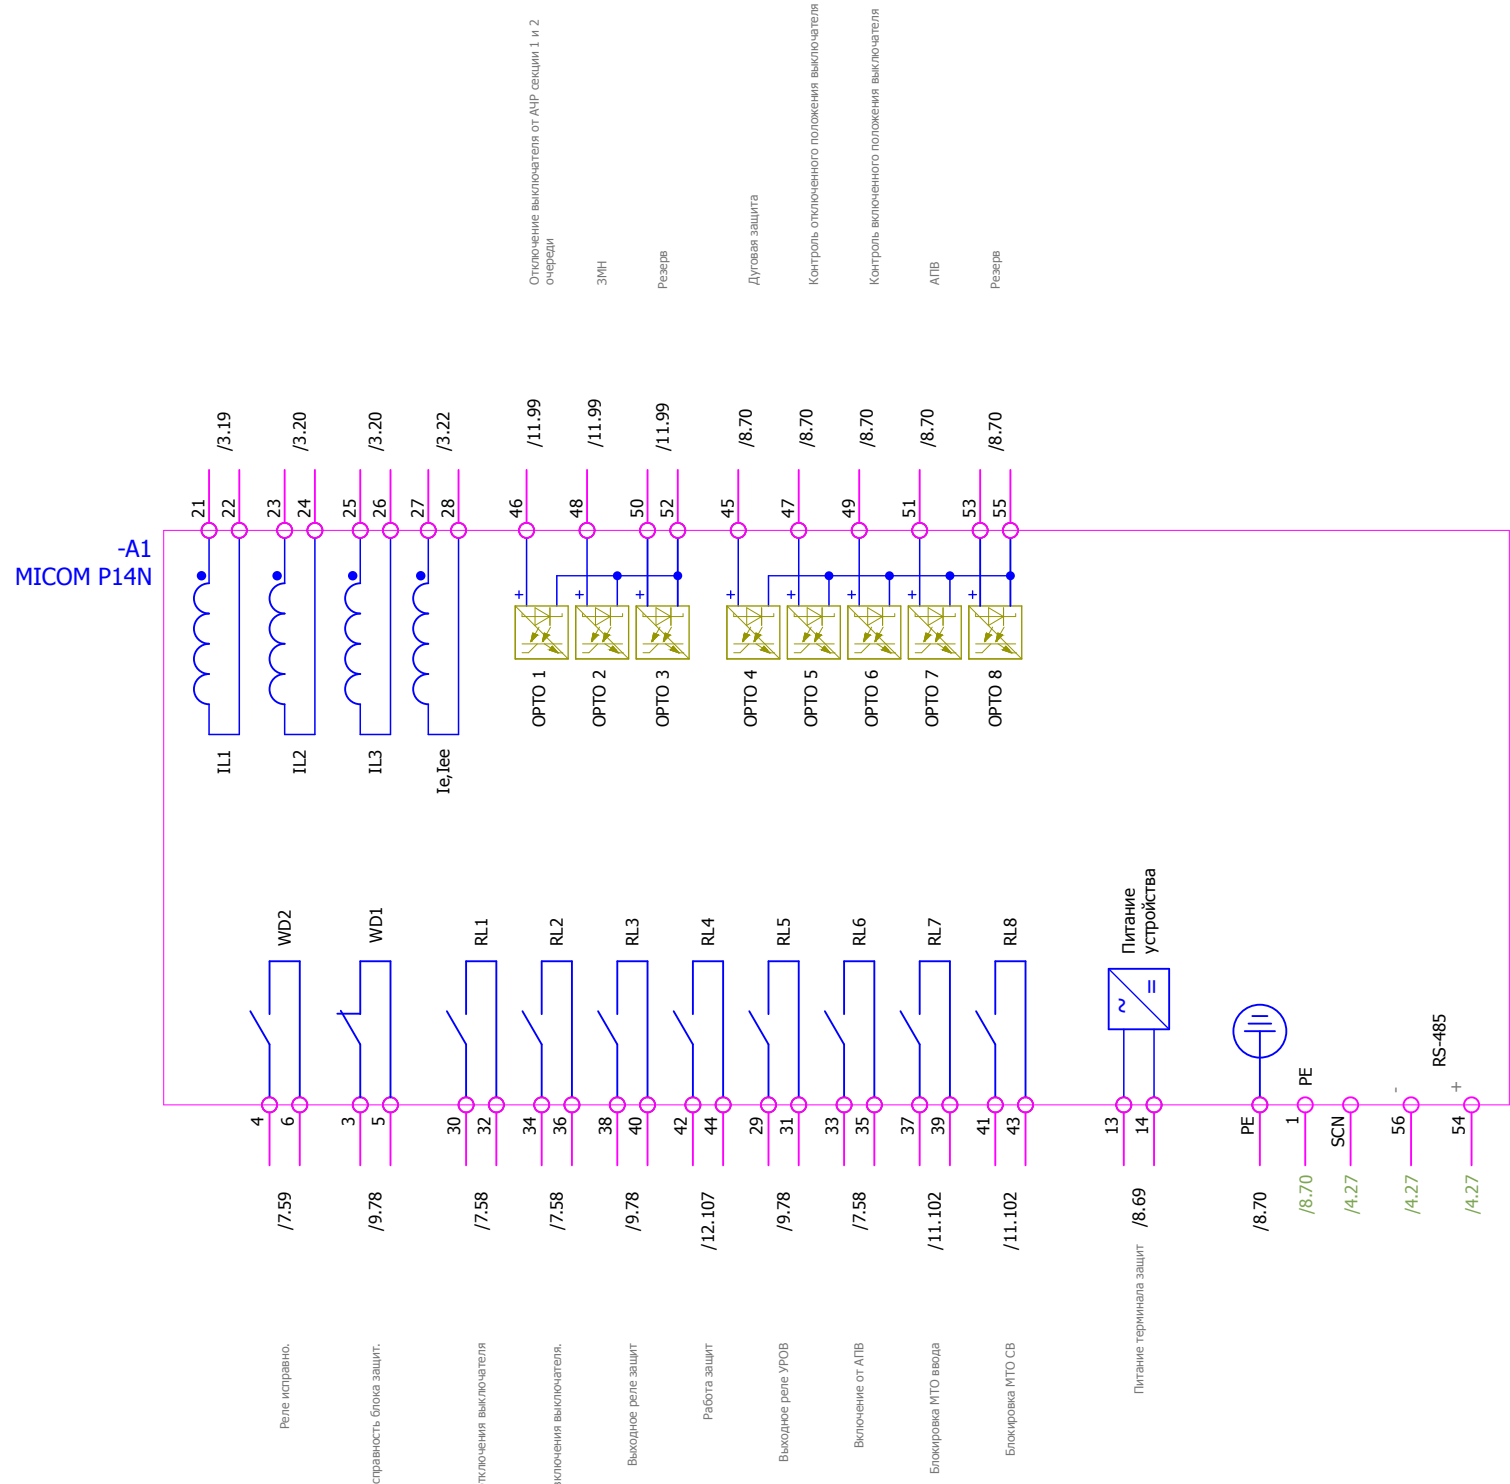 Отключение выключателя от АЧР секции 1 и 2
очереди
ЗМН
Резерв
Дуговая защита
Контроль отключенного положения выключателя
Контроль включенного положения выключателя
АПВ
Резерв
/3.19
/3.20
/3.20
/3.22
/11.99
/11.99
/11.99
/8.70
/8.70
/8.70
/8.70
/8.70
21
22
23
24
25
26
27
28
46
48
50
52
45
47
49
51
53
55
-A1
MICOM P14N
+
+
+
+
+
+
+
+
OPTO 1
OPTO 2
OPTO 3
OPTO 4
OPTO 5
OPTO 6
OPTO 7
OPTO 8
IL1
IL2
IL3
Ie,Iee
WD2
WD1
RL1
RL2
RL3
RL4
RL5
RL6
RL7
RL8
Питание
устройства
~
=
PE
RS-485
-
+
4
6
3
5
30
32
34
36
38
40
42
44
29
31
33
35
37
39
41
43
13
14
PE
1
SCN
56
54
/7.59
/9.78
/7.58
/7.58
/9.78
/12.107
/9.78
/7.58
/11.102
/11.102
/8.69
/8.70
/8.70
/4.27
/4.27
/4.27
Реле исправно.
справность блока защит.
тключения выключателя
ключения выключателя.
Выходное реле защит
Работа защит
Выходное реле УРОВ
Включение от АПВ
Блокировка МТО ввода
Блокировка МТО СВ
Питание терминала защит